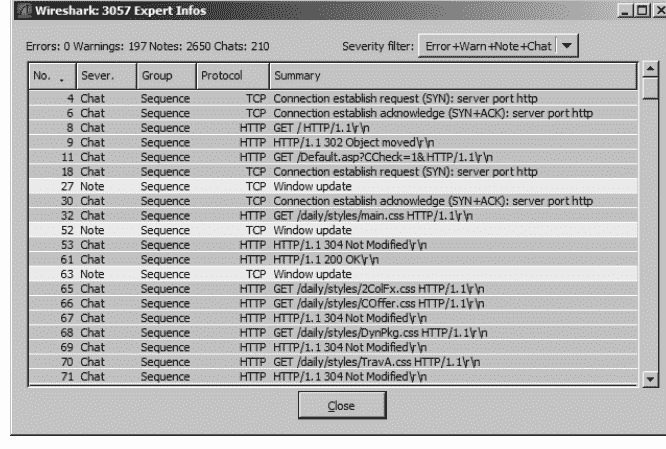 Wireshark: 3057 Expert Infos
Errors: 0 Warnings: 197 Notes: 2650 Chats: 210 Severity filter: Error+Warn+Note+Chat
No. . Sever. Group Protocol Summary
4 Chat Sequence TCP Connection establish request (SYN): server port http
6 Chat Sequence TCP Connection establish acknowledge (SYN+ACK): server port http
8 Chat Sequence HTTP GET / HTTP/1.1\r\n
9 Chat Sequence HTTP HTTP/1.1 302 Object moved\r\n
11 Chat Sequence HTTP GET /Default.asp?CCheck=1& HTTP/1.1\r\n
18 Chat Sequence TCP Connection establish request (SYN): server port http
27 Note Sequence TCP Window update
30 Chat Sequence TCP Connection establish acknowledge (SYN+ACK): server port http
32 Chat Sequence HTTP GET /daily/styles/main.css HTTP/1.1\r\n
52 Note Sequence TCP Window update
53 Chat Sequence HTTP HTTP/1.1 304 Not Modified\r\n
61 Chat Sequence HTTP HTTP/1.1 200 OK\r\n
63 Note Sequence TCP Window update
65 Chat Sequence HTTP GET /daily/styles/2ColFx.css HTTP/1.1\r\n
66 Chat Sequence HTTP GET /daily/styles/COffer.css HTTP/1.1\r\n
67 Chat Sequence HTTP HTTP/1.1 304 Not Modified\r\n
68 Chat Sequence HTTP GET /daily/styles/DynPkg.css HTTP/1.1\r\n
69 Chat Sequence HTTP HTTP/1.1 304 Not Modified\r\n
70 Chat Sequence HTTP GET /daily/styles/TravA.css HTTP/1.1\r\n
71 Chat Sequence HTTP HTTP/1.1 304 Not Modified\r\n
Close